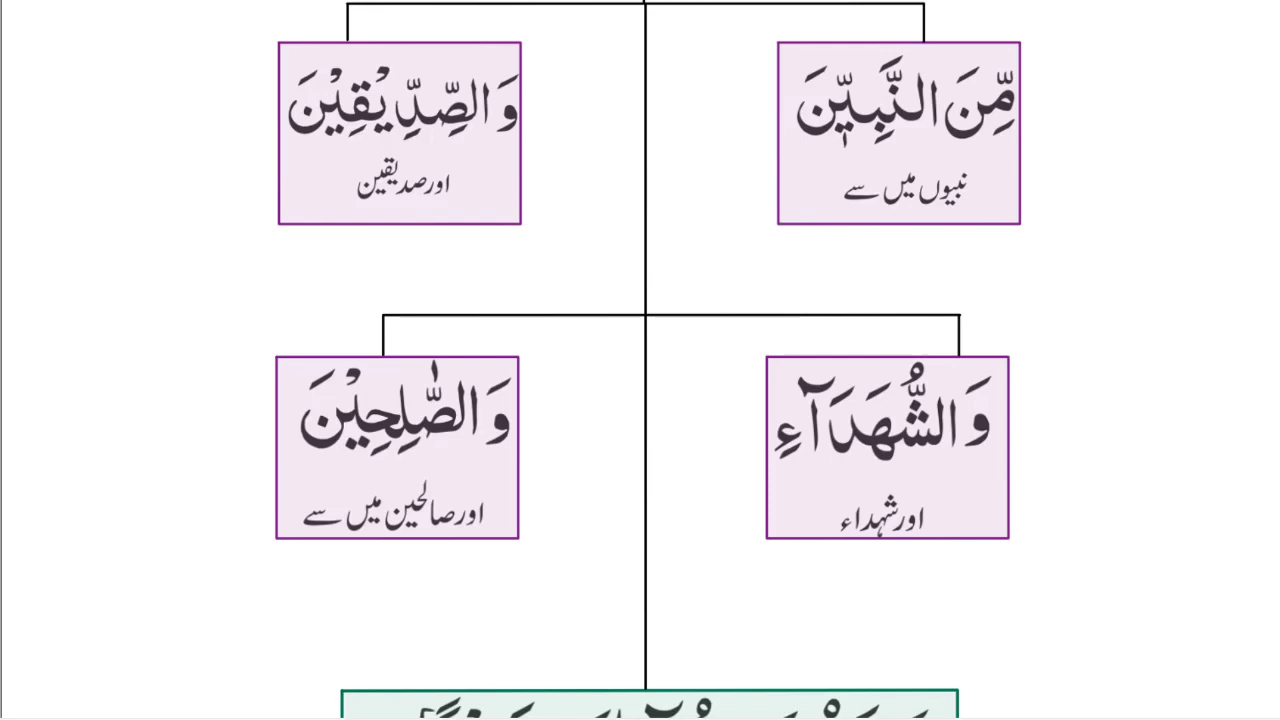 مِّنَ النَّبِيّٖنَ
نبیوں میں سے
وَ الصِّدِّیْقِیْنَ
اور صدیقین
وَ الشُّهَدَآءِ
اور شہداء
وَ الصّٰلِحِیْنَ
اور صالحین میں سے